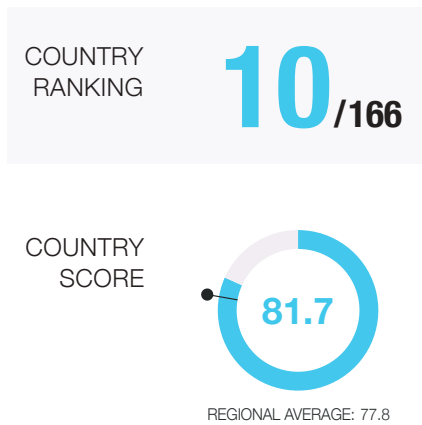 COUNTRY
RANKING
10/166
COUNTRY
SCORE
81.7
REGIONAL AVERAGE: 77.8